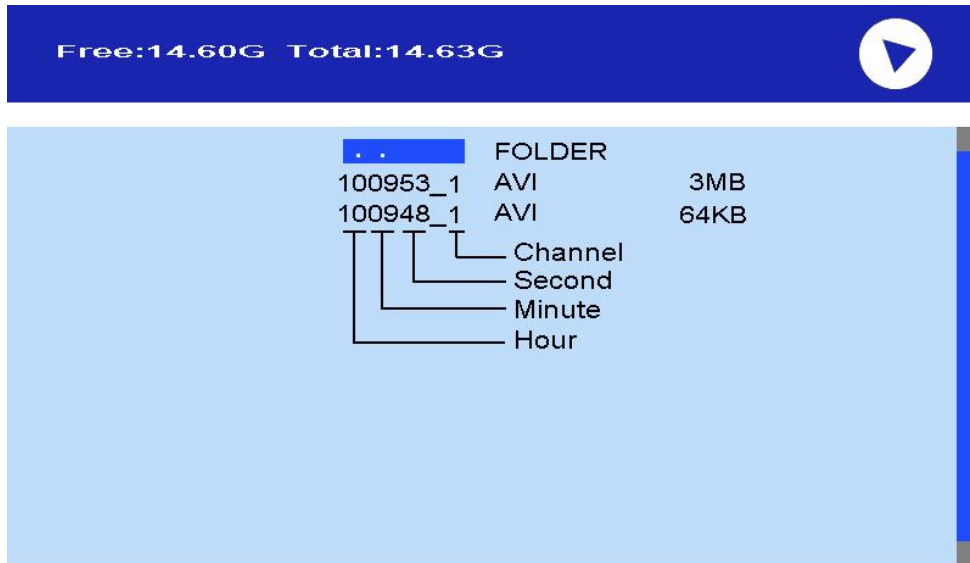 Free:14.60G Total:14.63G
. . FOLDER
100953_1 AVI 3MB
100948_1 AVI 64KB
Channel
Second
Minute
Hour